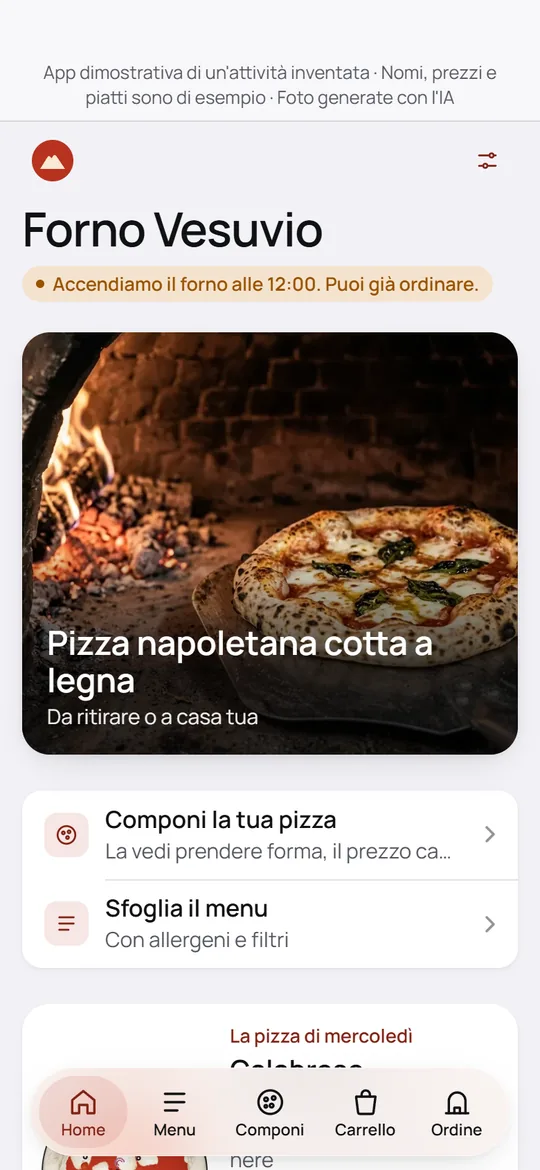 App dimostrativa di un'attività inventata · Nomi, prezzi e
piatti sono di esempio · Foto generate con l'IA
Forno Vesuvio
Accendiamo il forno alle 12:00. Puoi già ordinare.
Pizza napoletana cotta a
legna
Da ritirare o a casa tua
Componi la tua pizza
La vedi prendere forma, il prezzo ca...
Sfoglia il menu
Con allergeni e filtri
La pizza di mercoledì
nere
Home
Menu
Componi
Carrello
Ordine